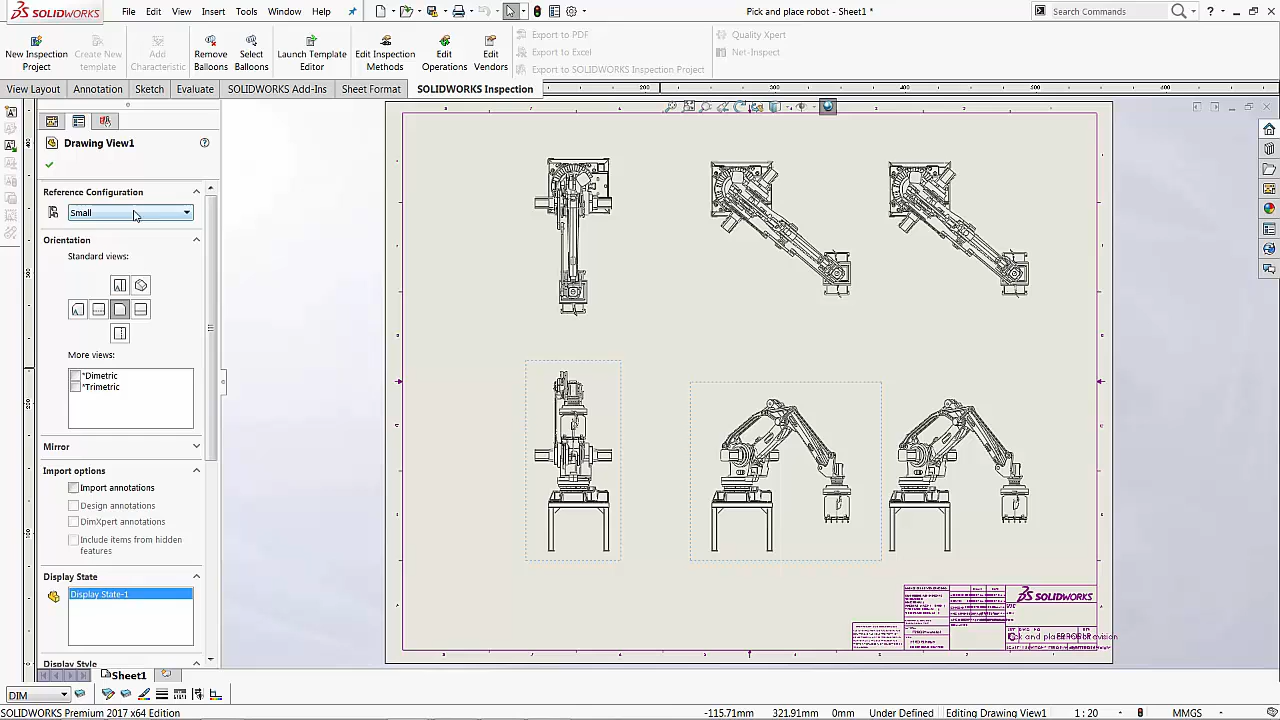 SOLIDWORKS File Edit View Insert Tools Window Help Pick and place robot - Sheet1 * Search Commands
New Inspection Project
Create New template
Add Characteristic
Remove Balloons
Select Balloons
Launch Template Editor
Edit Inspection Methods
Edit Operations
Edit Vendors
Export to PDF
Export to Excel
Export to SOLIDWORKS Inspection Project
Quality Xpert
Net-Inspect
View Layout Annotation Sketch Evaluate SOLIDWORKS Add-Ins Sheet Format SOLIDWORKS Inspection
Drawing View1
Reference Configuration
Small
Orientation
Standard views:
More views:
*Dimetric
*Trimetric
Mirror
Import options
Import annotations
Design annotations
DimXpert annotations
Include items from hidden
features
Display State
Display State-1
Display Style
SOLIDWORKS
Sheet1
DIM
SOLIDWORKS Premium 2017 x64 Edition -115.71mm 321.91mm 0mm Under Defined Editing Drawing View1 1 : 20 MMGS